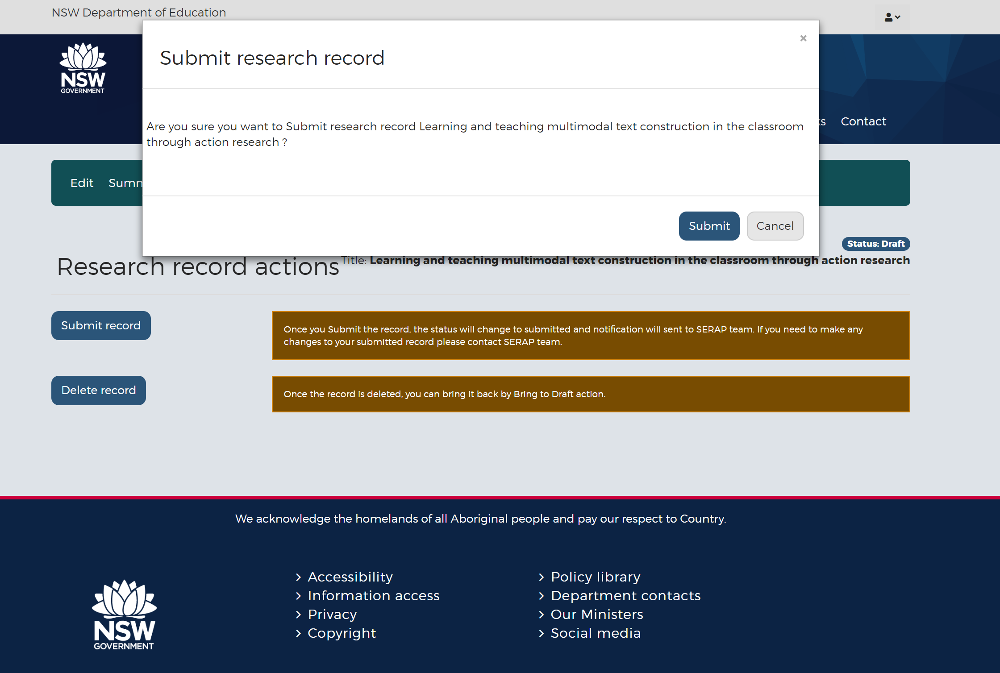 NSW Department of Education
×
Submit research record
NSW
GOVERNMENT
Are you sure you want to Submit research record Learning and teaching multimodal text construction in the classroom
through action research ?
Contact
Edit
Submit
Cancel
Status: Draft
Research record actions
Title: Learning and teaching multimodal text construction in the classroom through action research
Submit record
Once you Submit the record, the status will change to submitted and notification will sent to SERAP team. If you need to make any
changes to your submitted record please contact SERAP team.
Delete record
Once the record is deleted, you can bring it back by Bring to Draft action.
We acknowledge the homelands of all Aboriginal people and pay our respect to Country.
Accessibility
Information access
Privacy
Copyright
Policy library
Department contacts
Our Ministers
Social media
NSW
GOVERNMENT